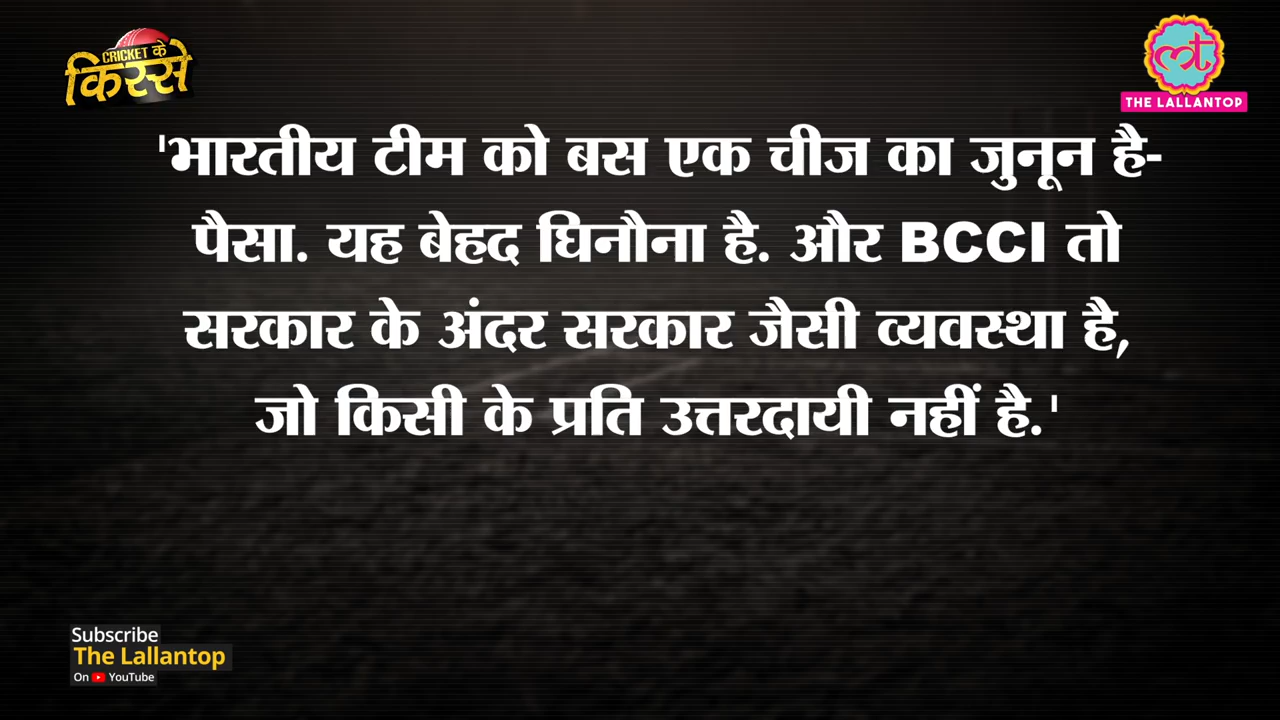 CRICKET के
किस्से
THE LALLANTOP
'भारतीय टीम को बस एक चीज का जुनून है-
पैसा. यह बेहद घिनौना है. और BCCI तो
सरकार के अंदर सरकार जैसी व्यवस्था है,
जो किसी के प्रति उत्तरदायी नहीं है.'
Subscribe
The Lallantop
On YouTube